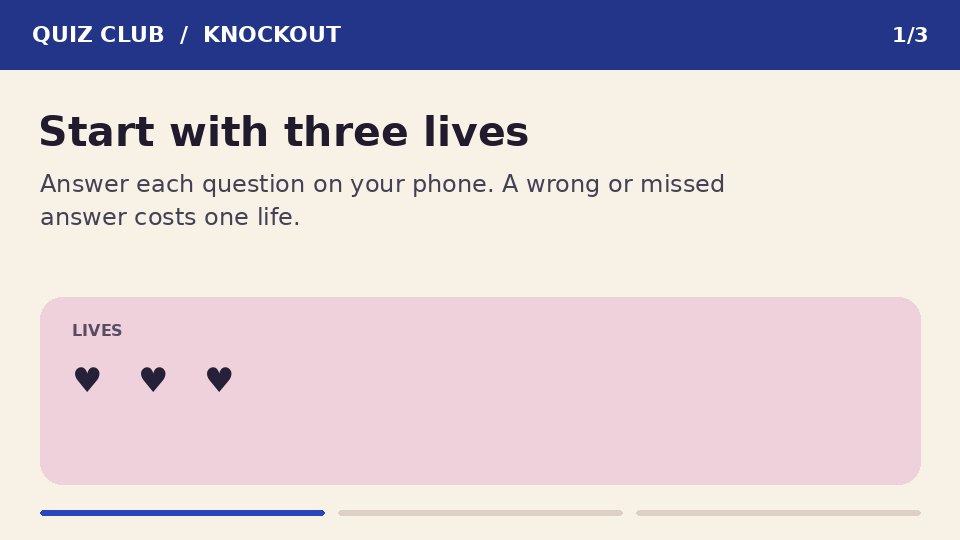 QUIZ CLUB / KNOCKOUT
1/3
Start with three lives
Answer each question on your phone. A wrong or missed
answer costs one life.
LIVES
♥ ♥ ♥